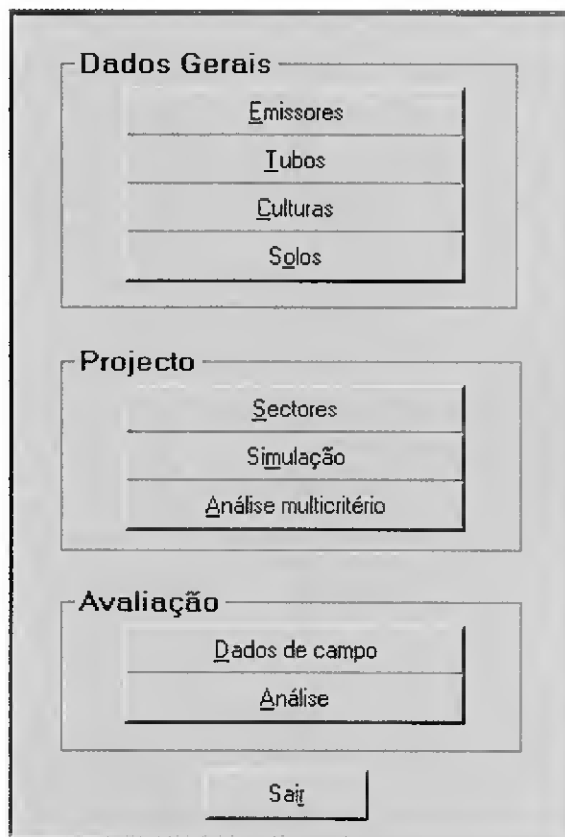 Dados Gerais
Emissores
Tubos
Culturas
Solos
Projecto
Sectores
Simulação
Análise multicritério
Avaliação
Dados de campo
Análise
Sair